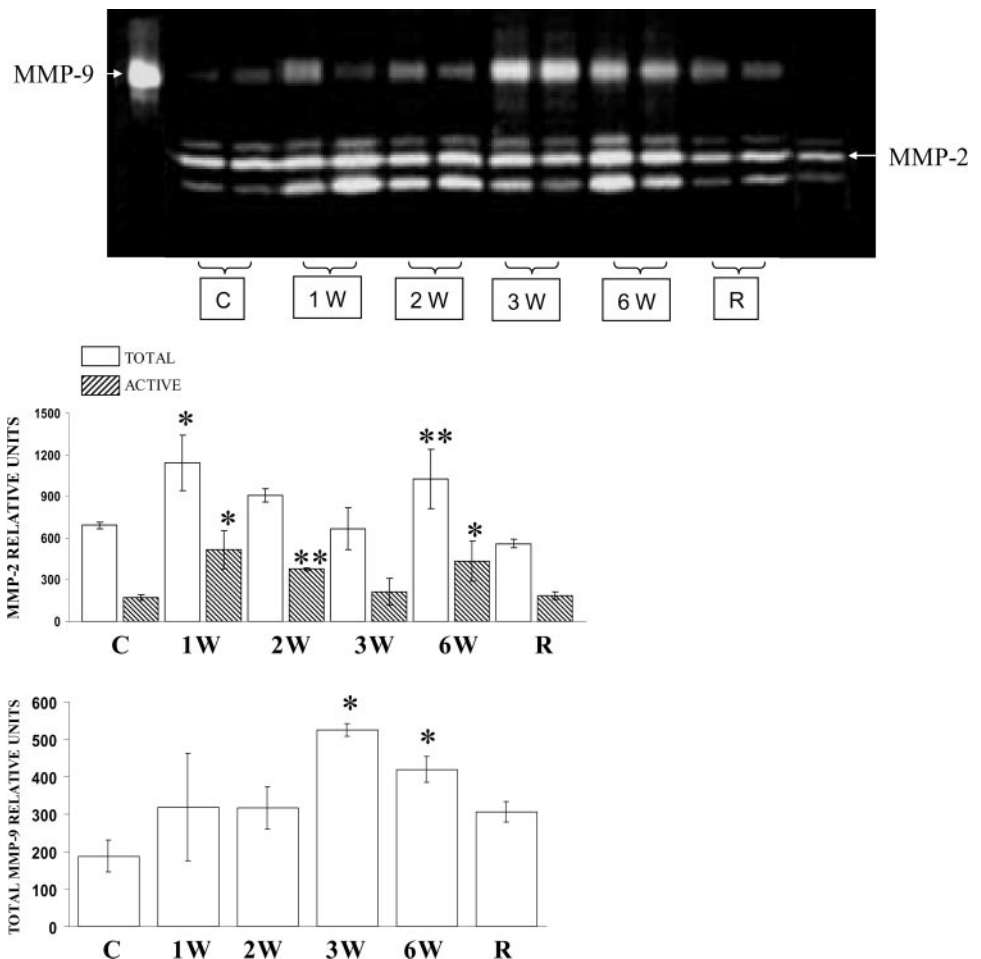 MMP-9
MMP-2
C 1 W 2 W 3 W 6 W R
TOTAL
ACTIVE
MMP-2 RELATIVE UNITS
1500
1200
900
600
300
0
* * ** ** *
C 1W 2W 3W 6W R
TOTAL MMP-9 RELATIVE UNITS
600
500
400
300
200
100
0
* *
C 1W 2W 3W 6W R